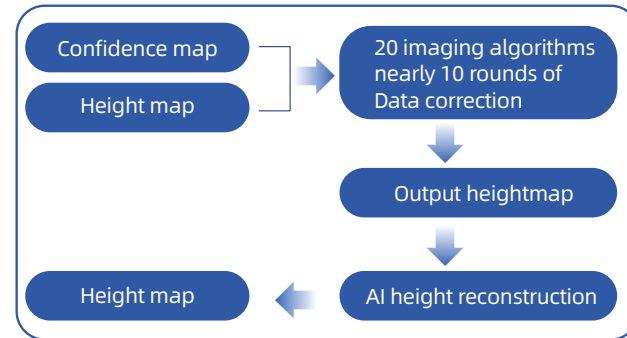 Confidence map
Height map
20 imaging algorithms
nearly 10 rounds of
Data correction
Output heightmap
AI height reconstruction
Height map